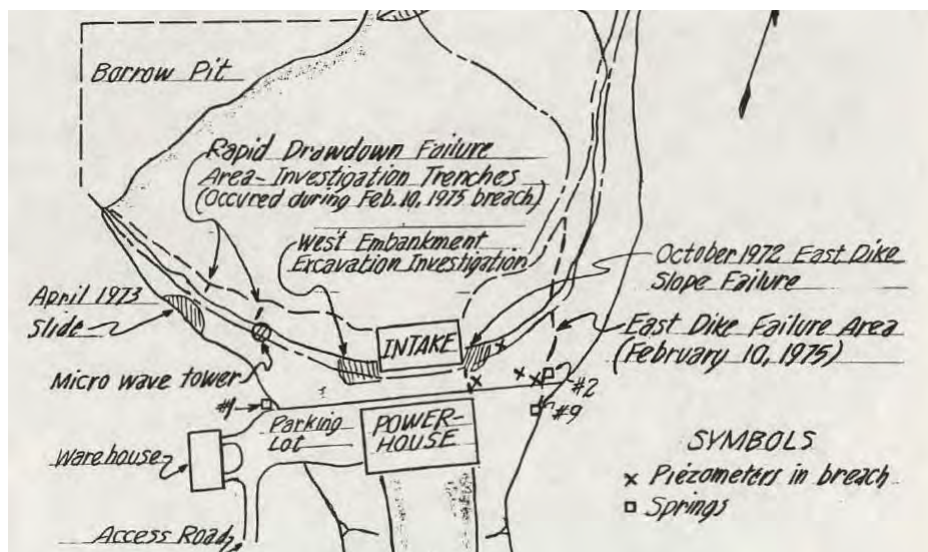 Borrow Pit
Rapid Drawdown Failure
Area-Investigation Trenches
(Occured during Feb. 10, 1975 breach)
West Embankment
Excavation Investigation
October 1972 East Dike
Slope Failure
April 1973
Slide
INTAKE
East Dike Failure Area
(February 10, 1975)
Micro wave tower
#2
#1
#9
Parking
Lot
POWER-
HOUSE
Warehouse
SYMBOLS
x Piezometers in breach
□ Springs
Access Road